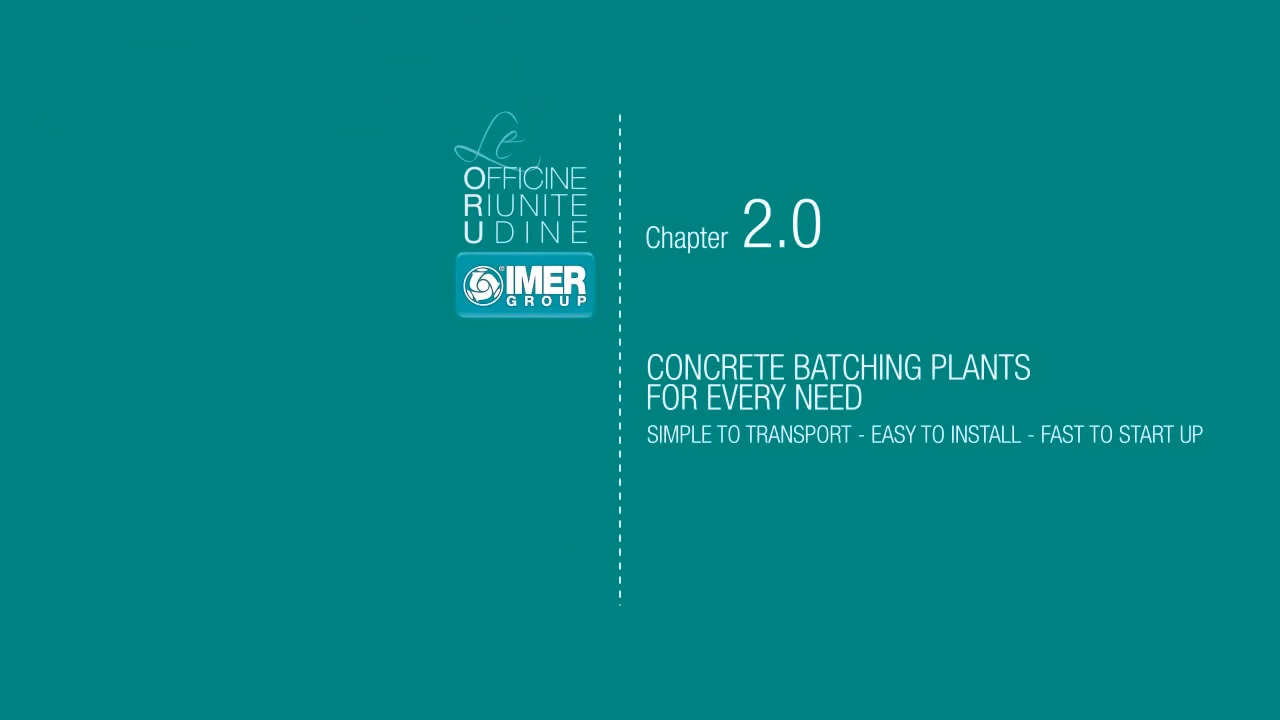 Le
OFFICINE
RIUNITE
UDINE
®IMER
GROUP
Chapter 2.0
CONCRETE BATCHING PLANTS
FOR EVERY NEED
SIMPLE TO TRANSPORT - EASY TO INSTALL - FAST TO START UP